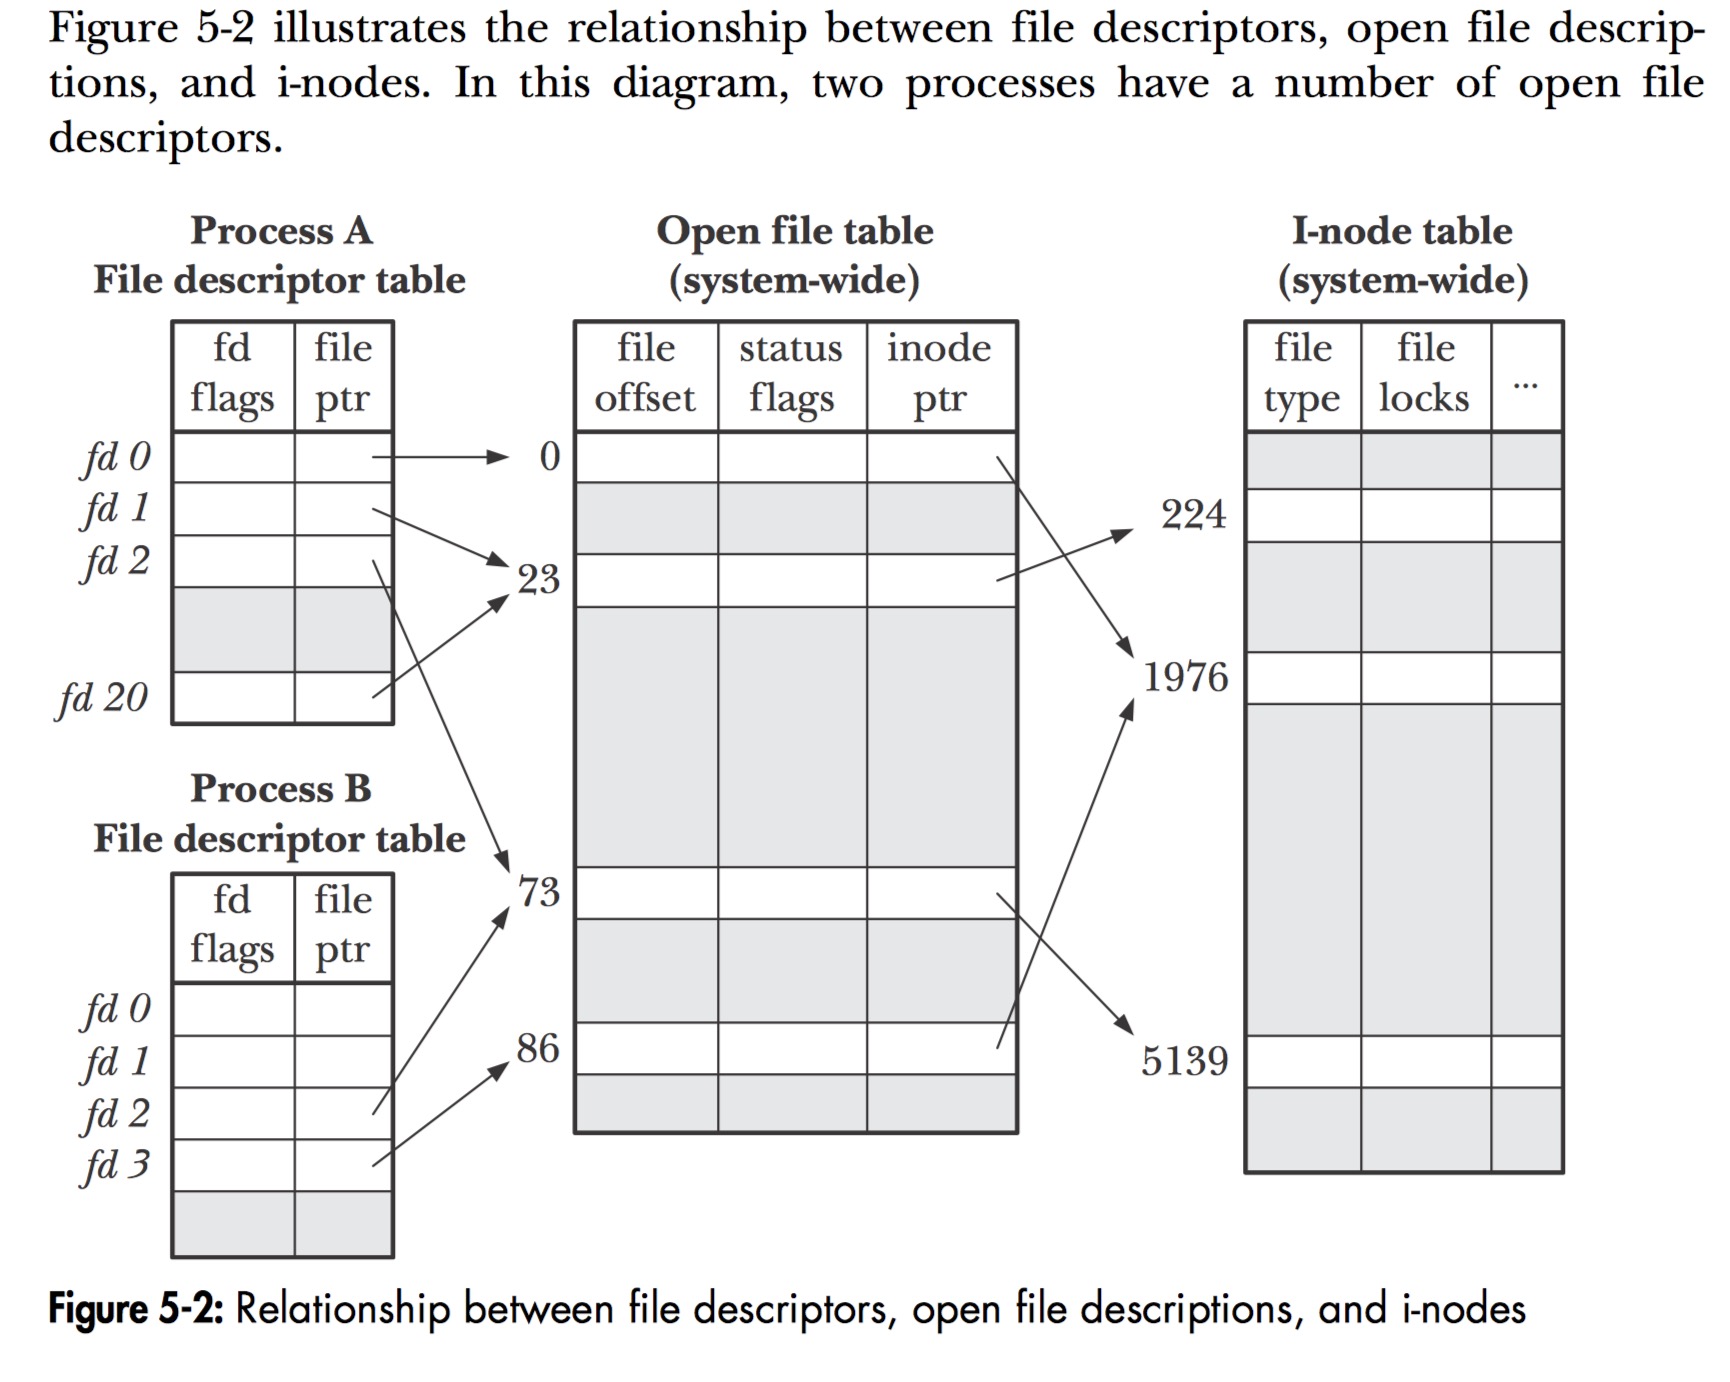 Figure 5-2 illustrates the relationship between file descriptors, open file descrip-
tions, and i-nodes. In this diagram, two processes have a number of open file
descriptors.
Process A
File descriptor table
fd flags
file ptr
fd 0
fd 1
fd 2
fd 20
Process B
File descriptor table
fd flags
file ptr
fd 0
fd 1
fd 2
fd 3
Open file table
(system-wide)
file offset
status flags
inode ptr
0
23
73
86
I-node table
(system-wide)
file type
file locks
...
224
1976
5139
Figure 5-2: Relationship between file descriptors, open file descriptions, and i-nodes